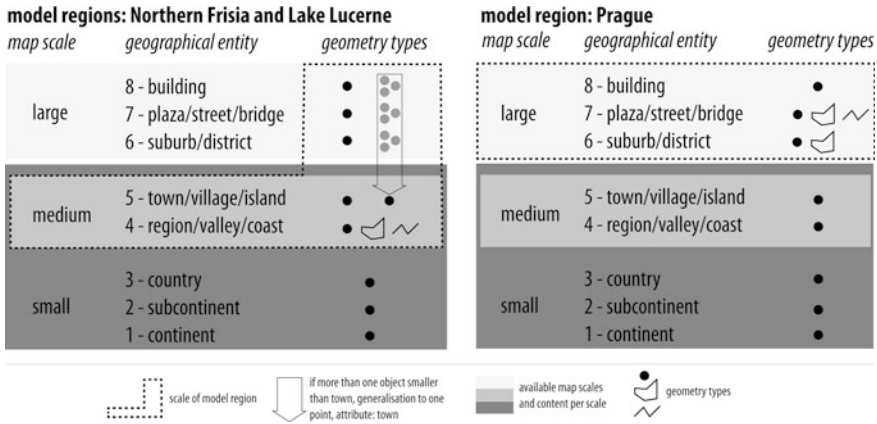 model regions: Northern Frisia and Lake Lucerne
map scale geographical entity geometry types
large
8 - building
7 - plaza/street/bridge
6 - suburb/district
medium
5 - town/village/island
4 - region/valley/coast
small
3 - country
2 - subcontinent
1 - continent
model region: Prague
map scale geographical entity geometry types
large
8 - building
7 - plaza/street/bridge
6 - suburb/district
medium
5 - town/village/island
4 - region/valley/coast
small
3 - country
2 - subcontinent
1 - continent
scale of model region
if more than one object smaller
than town, generalisation to one
point, attribute: town
available map scales
and content per scale
geometry types